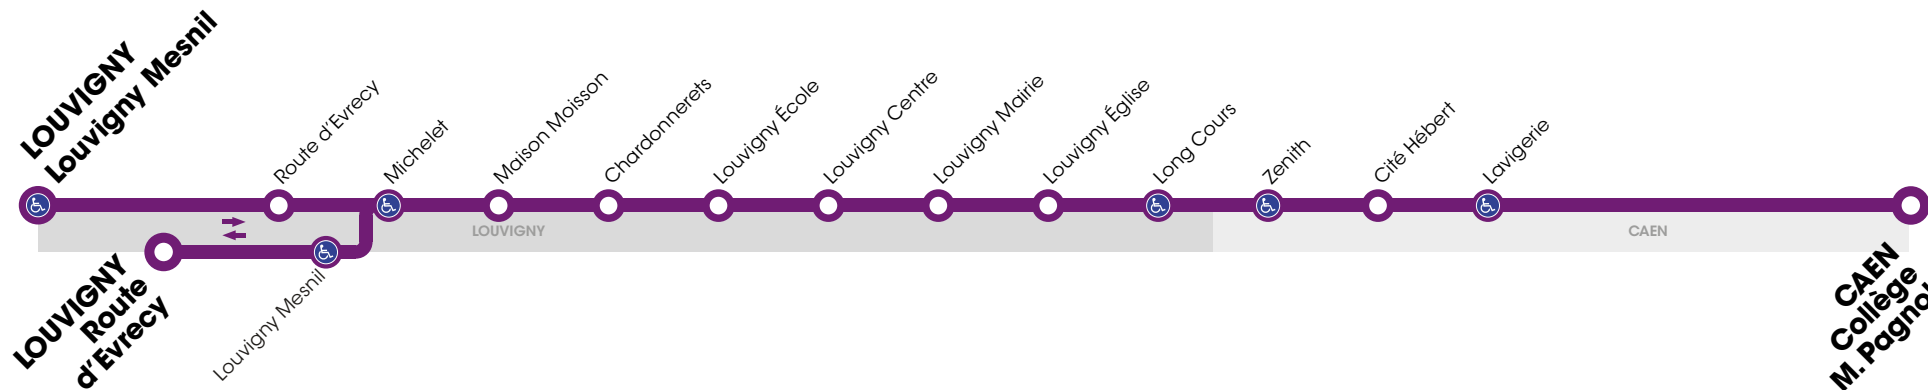 LOUVIGNY
Louvigny Mesnil
Route d'Evrecy
Michelet
Maison Moisson
Chardonnerets
Louvigny École
Louvigny Centre
Louvigny Mairie
Louvigny Église
Long Cours
Zenith
Cité Hébert
Lavigerie
LOUVIGNY
CAEN
LOUVIGNY
Route
d'Evrecy
Louvigny Mesnil
CAEN
Collège
M. Pagnol